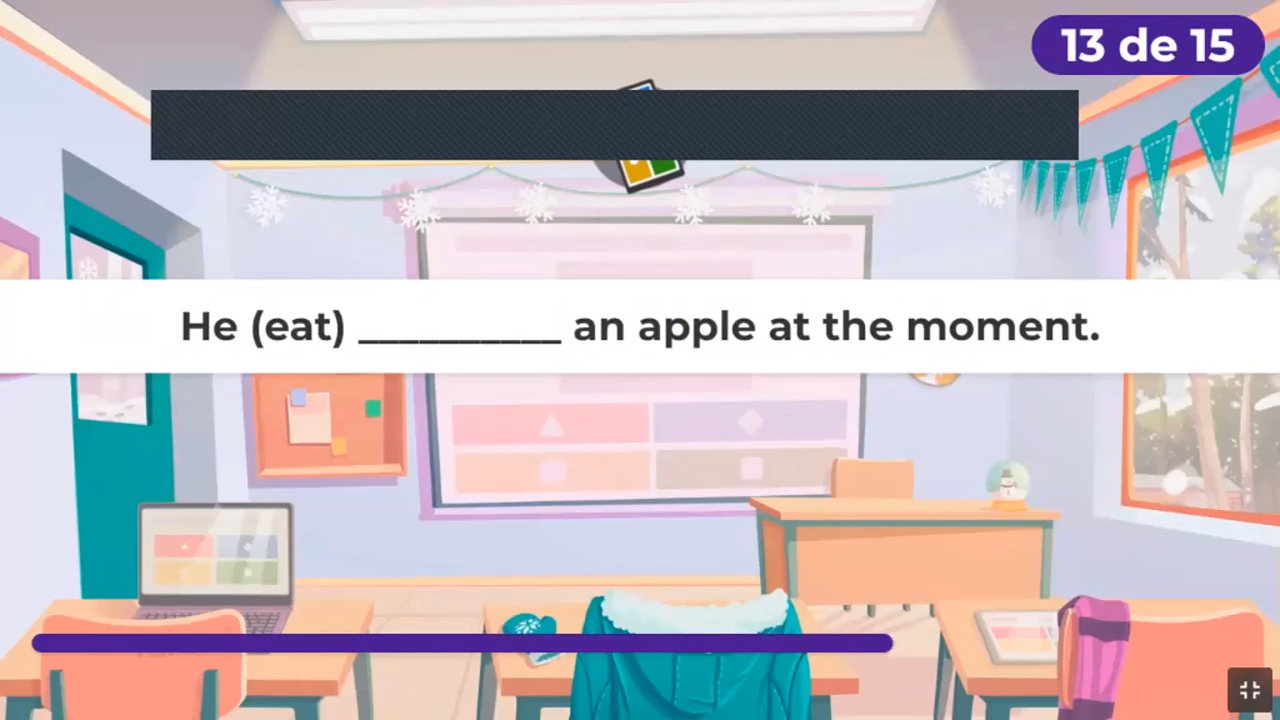 13 de 15
He (eat) __________ an apple at the moment.